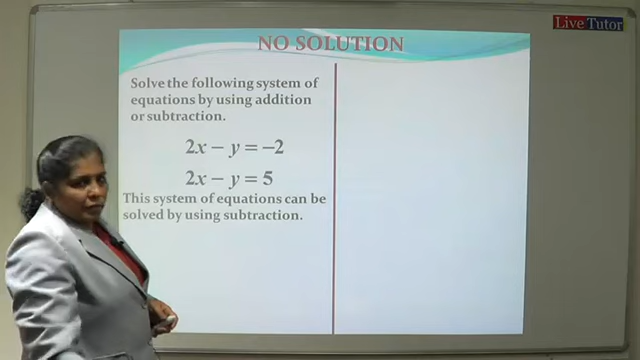 Live Tutor
NO SOLUTION
Solve the following system of
equations by using addition
or subtraction.
2x − y = −2
2x − y = 5
This system of equations can be
solved by using subtraction.